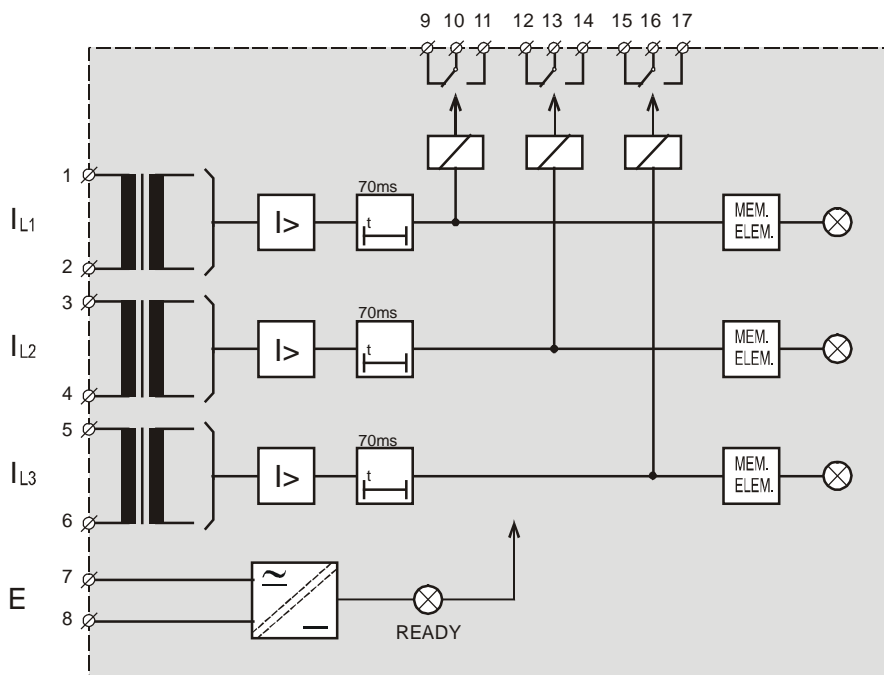 9 10 11 12 13 14 15 16 17
1
70ms
t
IL1
I>
MEM.
ELEM.
2
3
70ms
t
IL2
I>
MEM.
ELEM.
4
5
70ms
t
IL3
I>
MEM.
ELEM.
6
7
E
8
READY